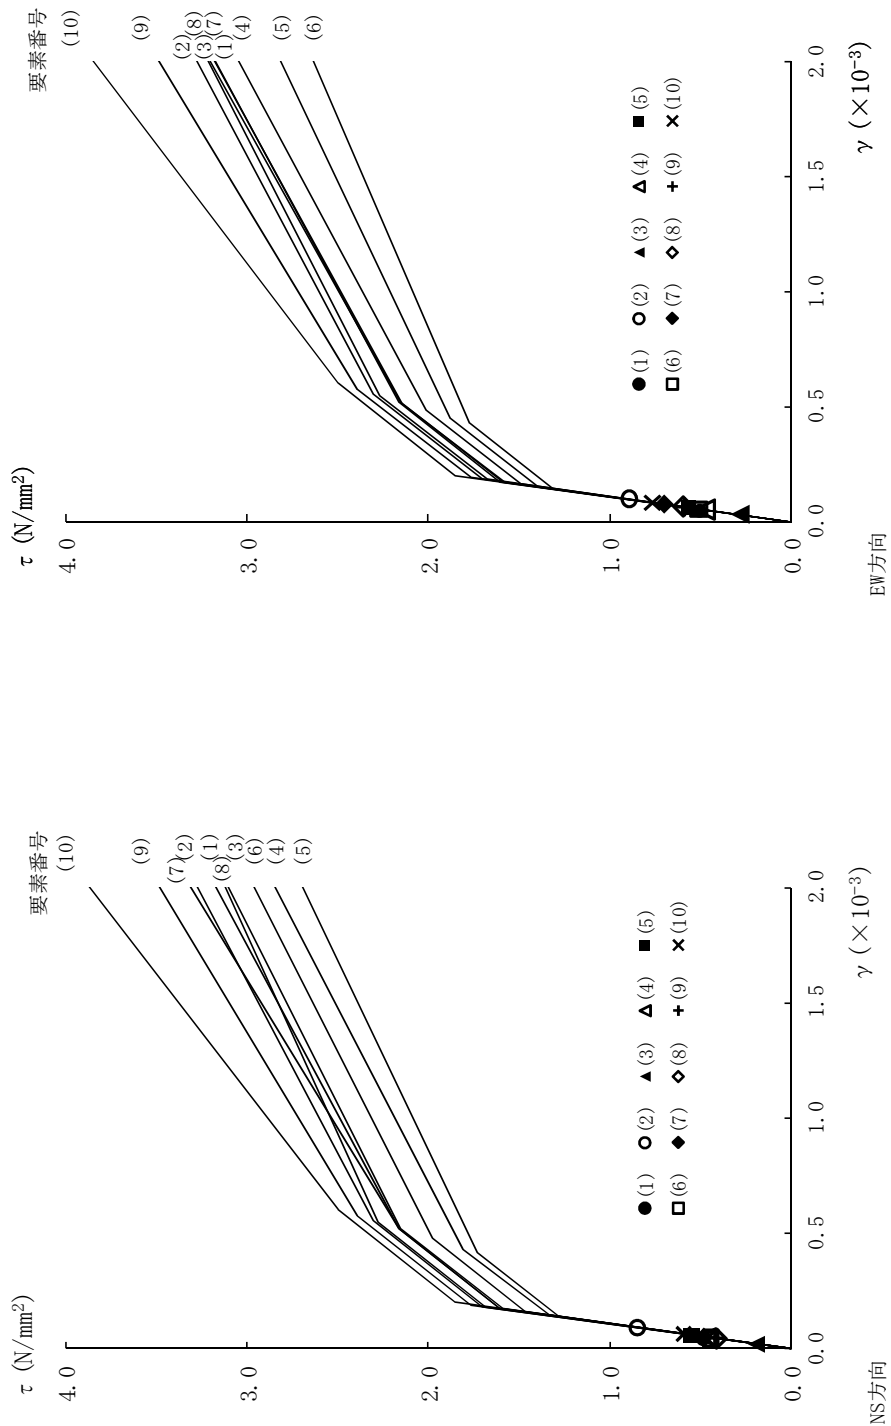 τ (N/mm²)
要素番号
4.0
3.0
2.0
1.0
0.0
(10)
(9)
(7)
(2)
(1)
(8)
(3)
(6)
(4)
(5)
(1) (2) (3) (4) (5)
(6) (7) (8) (9) (10)
0.0 0.5 1.0 1.5 2.0
γ (×10⁻³)
NS方向
τ (N/mm²)
要素番号
4.0
3.0
2.0
1.0
0.0
(10)
(9)
(2)
(8)
(3)
(7)
(1)
(4)
(5)
(6)
(1) (2) (3) (4) (5)
(6) (7) (8) (9) (10)
0.0 0.5 1.0 1.5 2.0
γ (×10⁻³)
EW方向